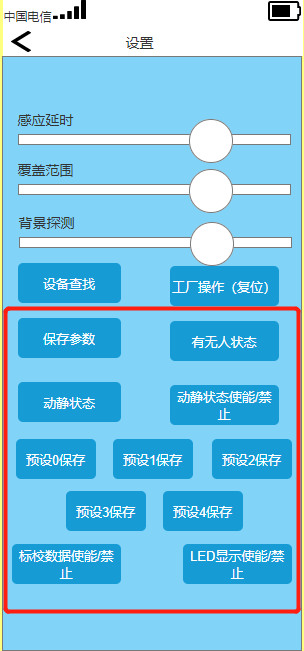 中国电信
设置
感应延时
覆盖范围
背景探测
设备查找
工厂操作（复位）
保存参数
有无人状态
动静状态
动静状态使能/禁
止
预设0保存
预设1保存
预设2保存
预设3保存
预设4保存
标校数据使能/禁
止
LED显示使能/禁
止